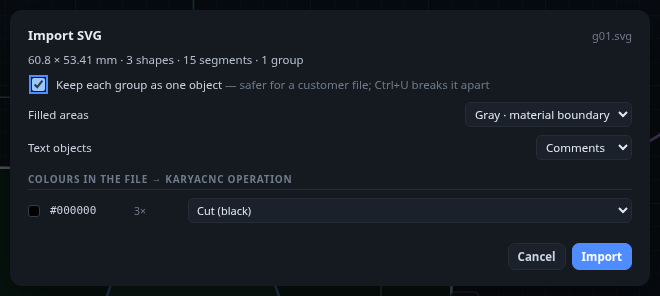 Import SVG
g01.svg
60.8 × 53.41 mm · 3 shapes · 15 segments · 1 group
Keep each group as one object — safer for a customer file; Ctrl+U breaks it apart
Filled areas
Gray · material boundary
Text objects
Comments
COLOURS IN THE FILE → KARYACNC OPERATION
#000000
3×
Cut (black)
Cancel
Import